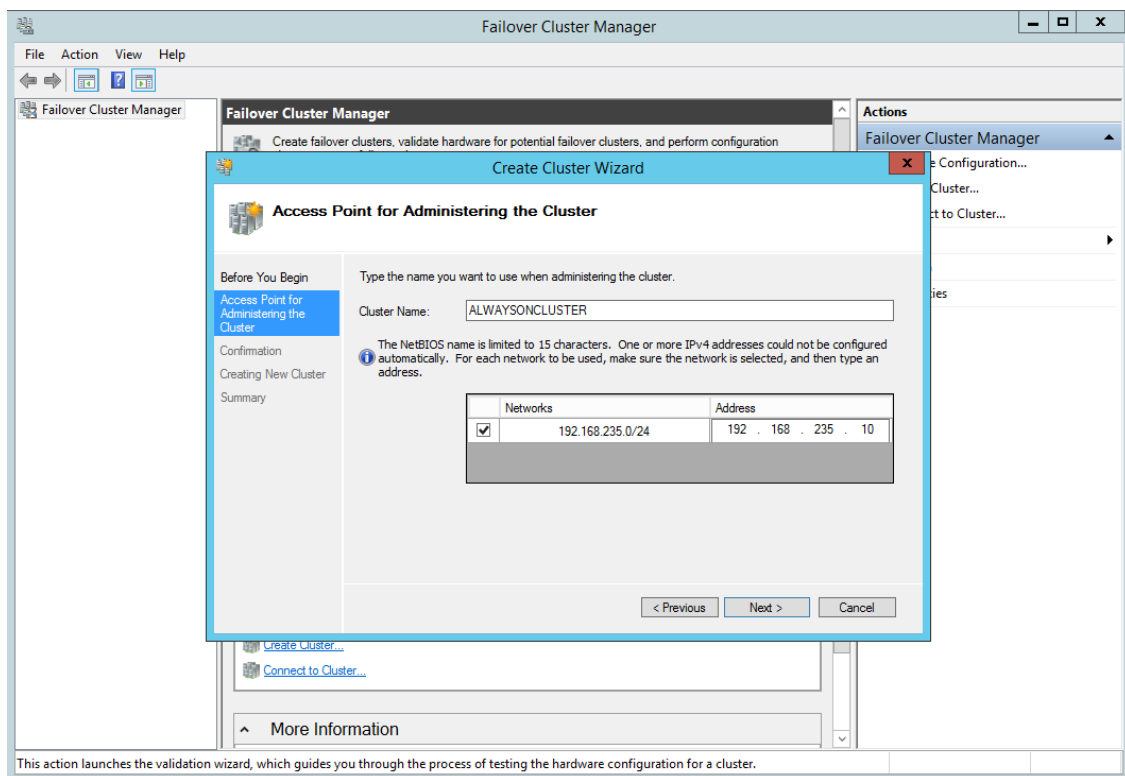 Failover Cluster Manager
File Action View Help
Failover Cluster Manager
Failover Cluster Manager
Create failover clusters, validate hardware for potential failover clusters, and perform configuration
Actions
Failover Cluster Manager
Configuration...
Cluster...
to Cluster...
Create Cluster Wizard
Access Point for Administering the Cluster
Before You Begin
Access Point for
Administering the
Cluster
Confirmation
Creating New Cluster
Summary
Type the name you want to use when administering the cluster.
Cluster Name: ALWAYSONCLUSTER
The NetBIOS name is limited to 15 characters. One or more IPv4 addresses could not be configured
automatically. For each network to be used, make sure the network is selected, and then type an
address.
Networks Address
192.168.235.0/24 192 . 168 . 235 . 10
< Previous Next > Cancel
Create Cluster...
Connect to Cluster...
More Information
This action launches the validation wizard, which guides you through the process of testing the hardware configuration for a cluster.